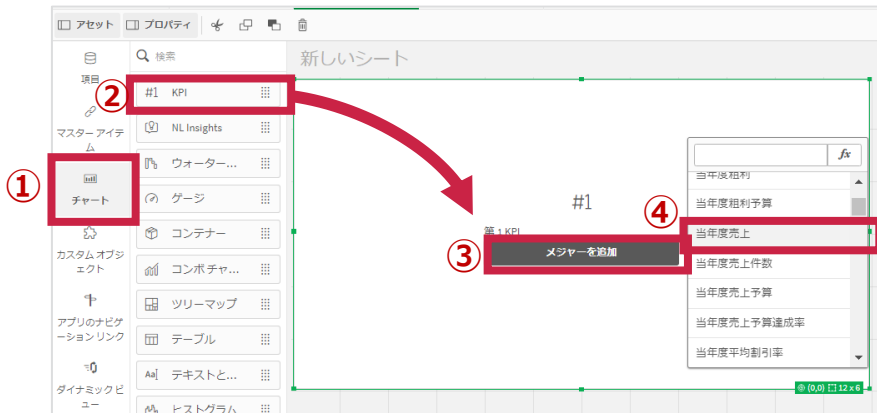 アセット プロパティ
項目
マスター アイテ
ム
①
チャート
カスタム オブジ
ェクト
アプリのナビゲ
ーション リンク
ダイナミック ビ
ュー
検索
②
#1 KPI
NL Insights
ウォーター...
ゲージ
コンテナー
コンボ チャ...
ツリーマップ
テーブル
Aa テキストと...
ヒストグラム
新しいシート
#1
第 1 KPI
③
メジャーを追加
fx
当年度粗利
当年度粗利予算
④
当年度売上
当年度売上件数
当年度売上予算
当年度売上予算達成率
当年度平均割引率
(0,0) 12 x 6